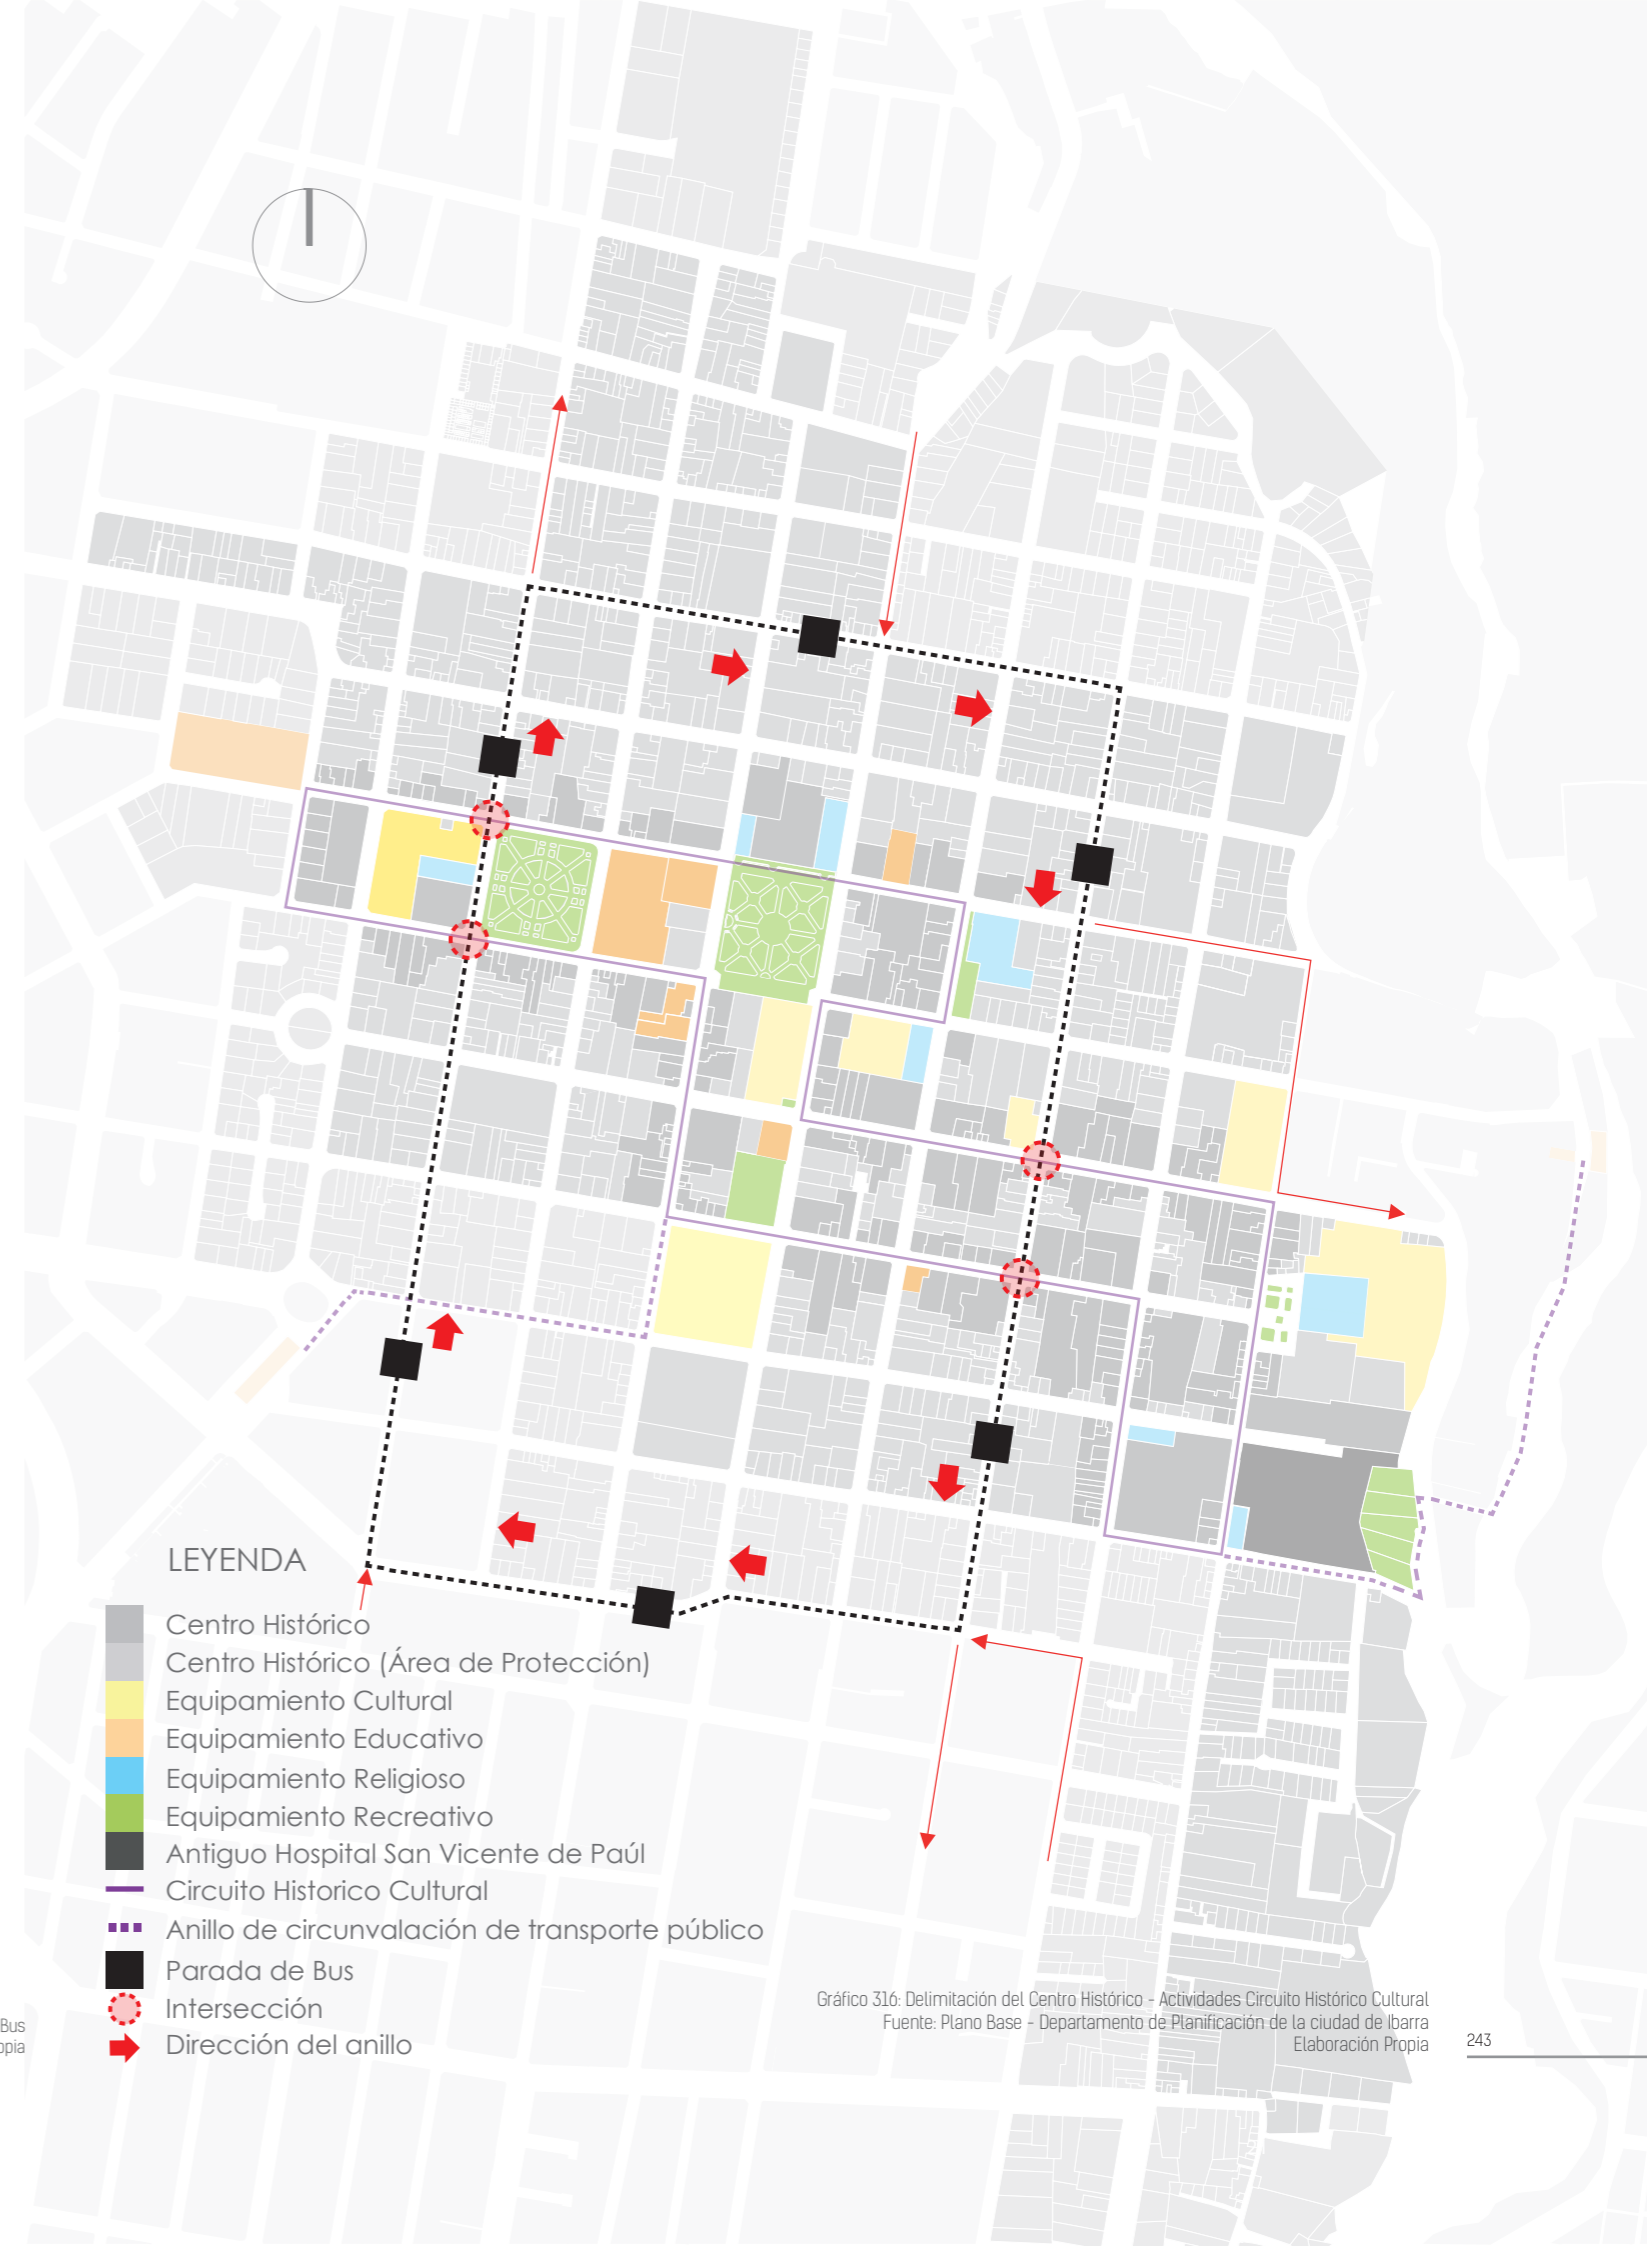 LEYENDA
Centro Histórico
Centro Histórico (Área de Protección)
Equipamiento Cultural
Equipamiento Educativo
Equipamiento Religioso
Equipamiento Recreativo
Antiguo Hospital San Vicente de Paúl
Circuito Historico Cultural
Anillo de circunvalación de transporte público
Parada de Bus
Intersección
Dirección del anillo
Bus
opia
Gráfico 316: Delimitación del Centro Histórico - Actividades Circuito Histórico Cultural
Fuente: Plano Base - Departamento de Planificación de la ciudad de Ibarra
Elaboración Propia
243